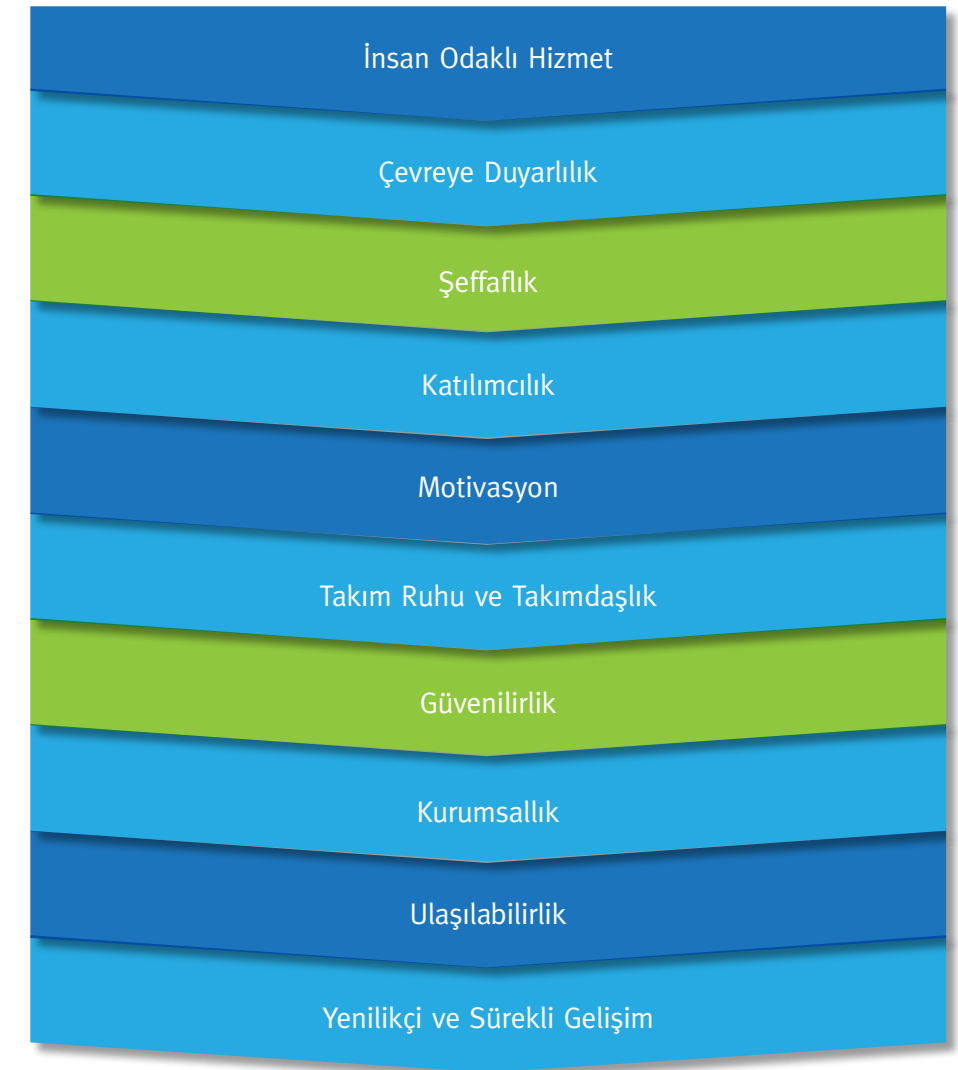 İnsan Odaklı Hizmet
Çevreye Duyarlılık
Şeffaflık
Katılımcılık
Motivasyon
Takım Ruhu ve Takımdaşlık
Güvenilirlik
Kurumsallık
Ulaşılabilirlik
Yenilikçi ve Sürekli Gelişim